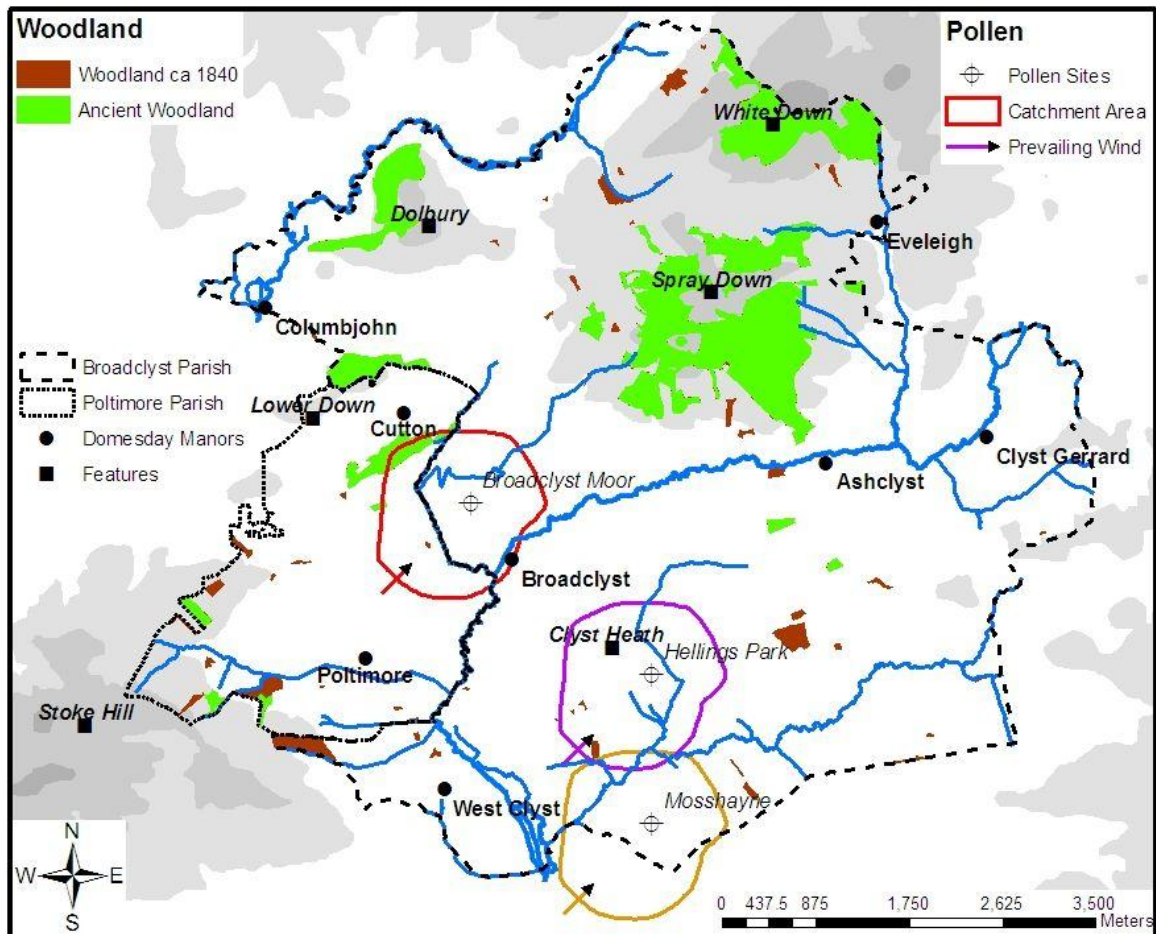 Woodland
Woodland ca 1840
Ancient Woodland
Pollen
Pollen Sites
Catchment Area
Prevailing Wind
White Down
Dolbury
Eveleigh
Spray Down
Columbjohn
Broadclyst Parish
Poltimore Parish
Domesday Manors
Features
Lower Down
Cutton
Clyst Gerrard
Ashclyst
Broadclyst Moor
Broadclyst
Clyst Heath
Hellings Park
Poltimore
Stoke Hill
West Clyst
Mosshayne
N
W E
S
0 437.5 875 1,750 2,625 3,500
Meters